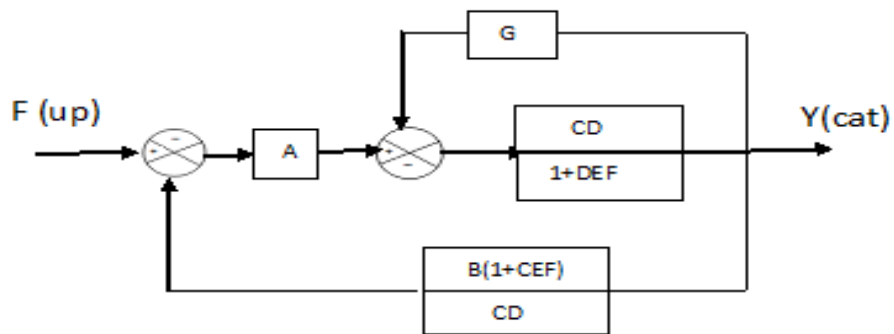 G
F (up)
-
+
A
+
-
CD
1+DEF
Y(cat)
B(1+CEF)
CD